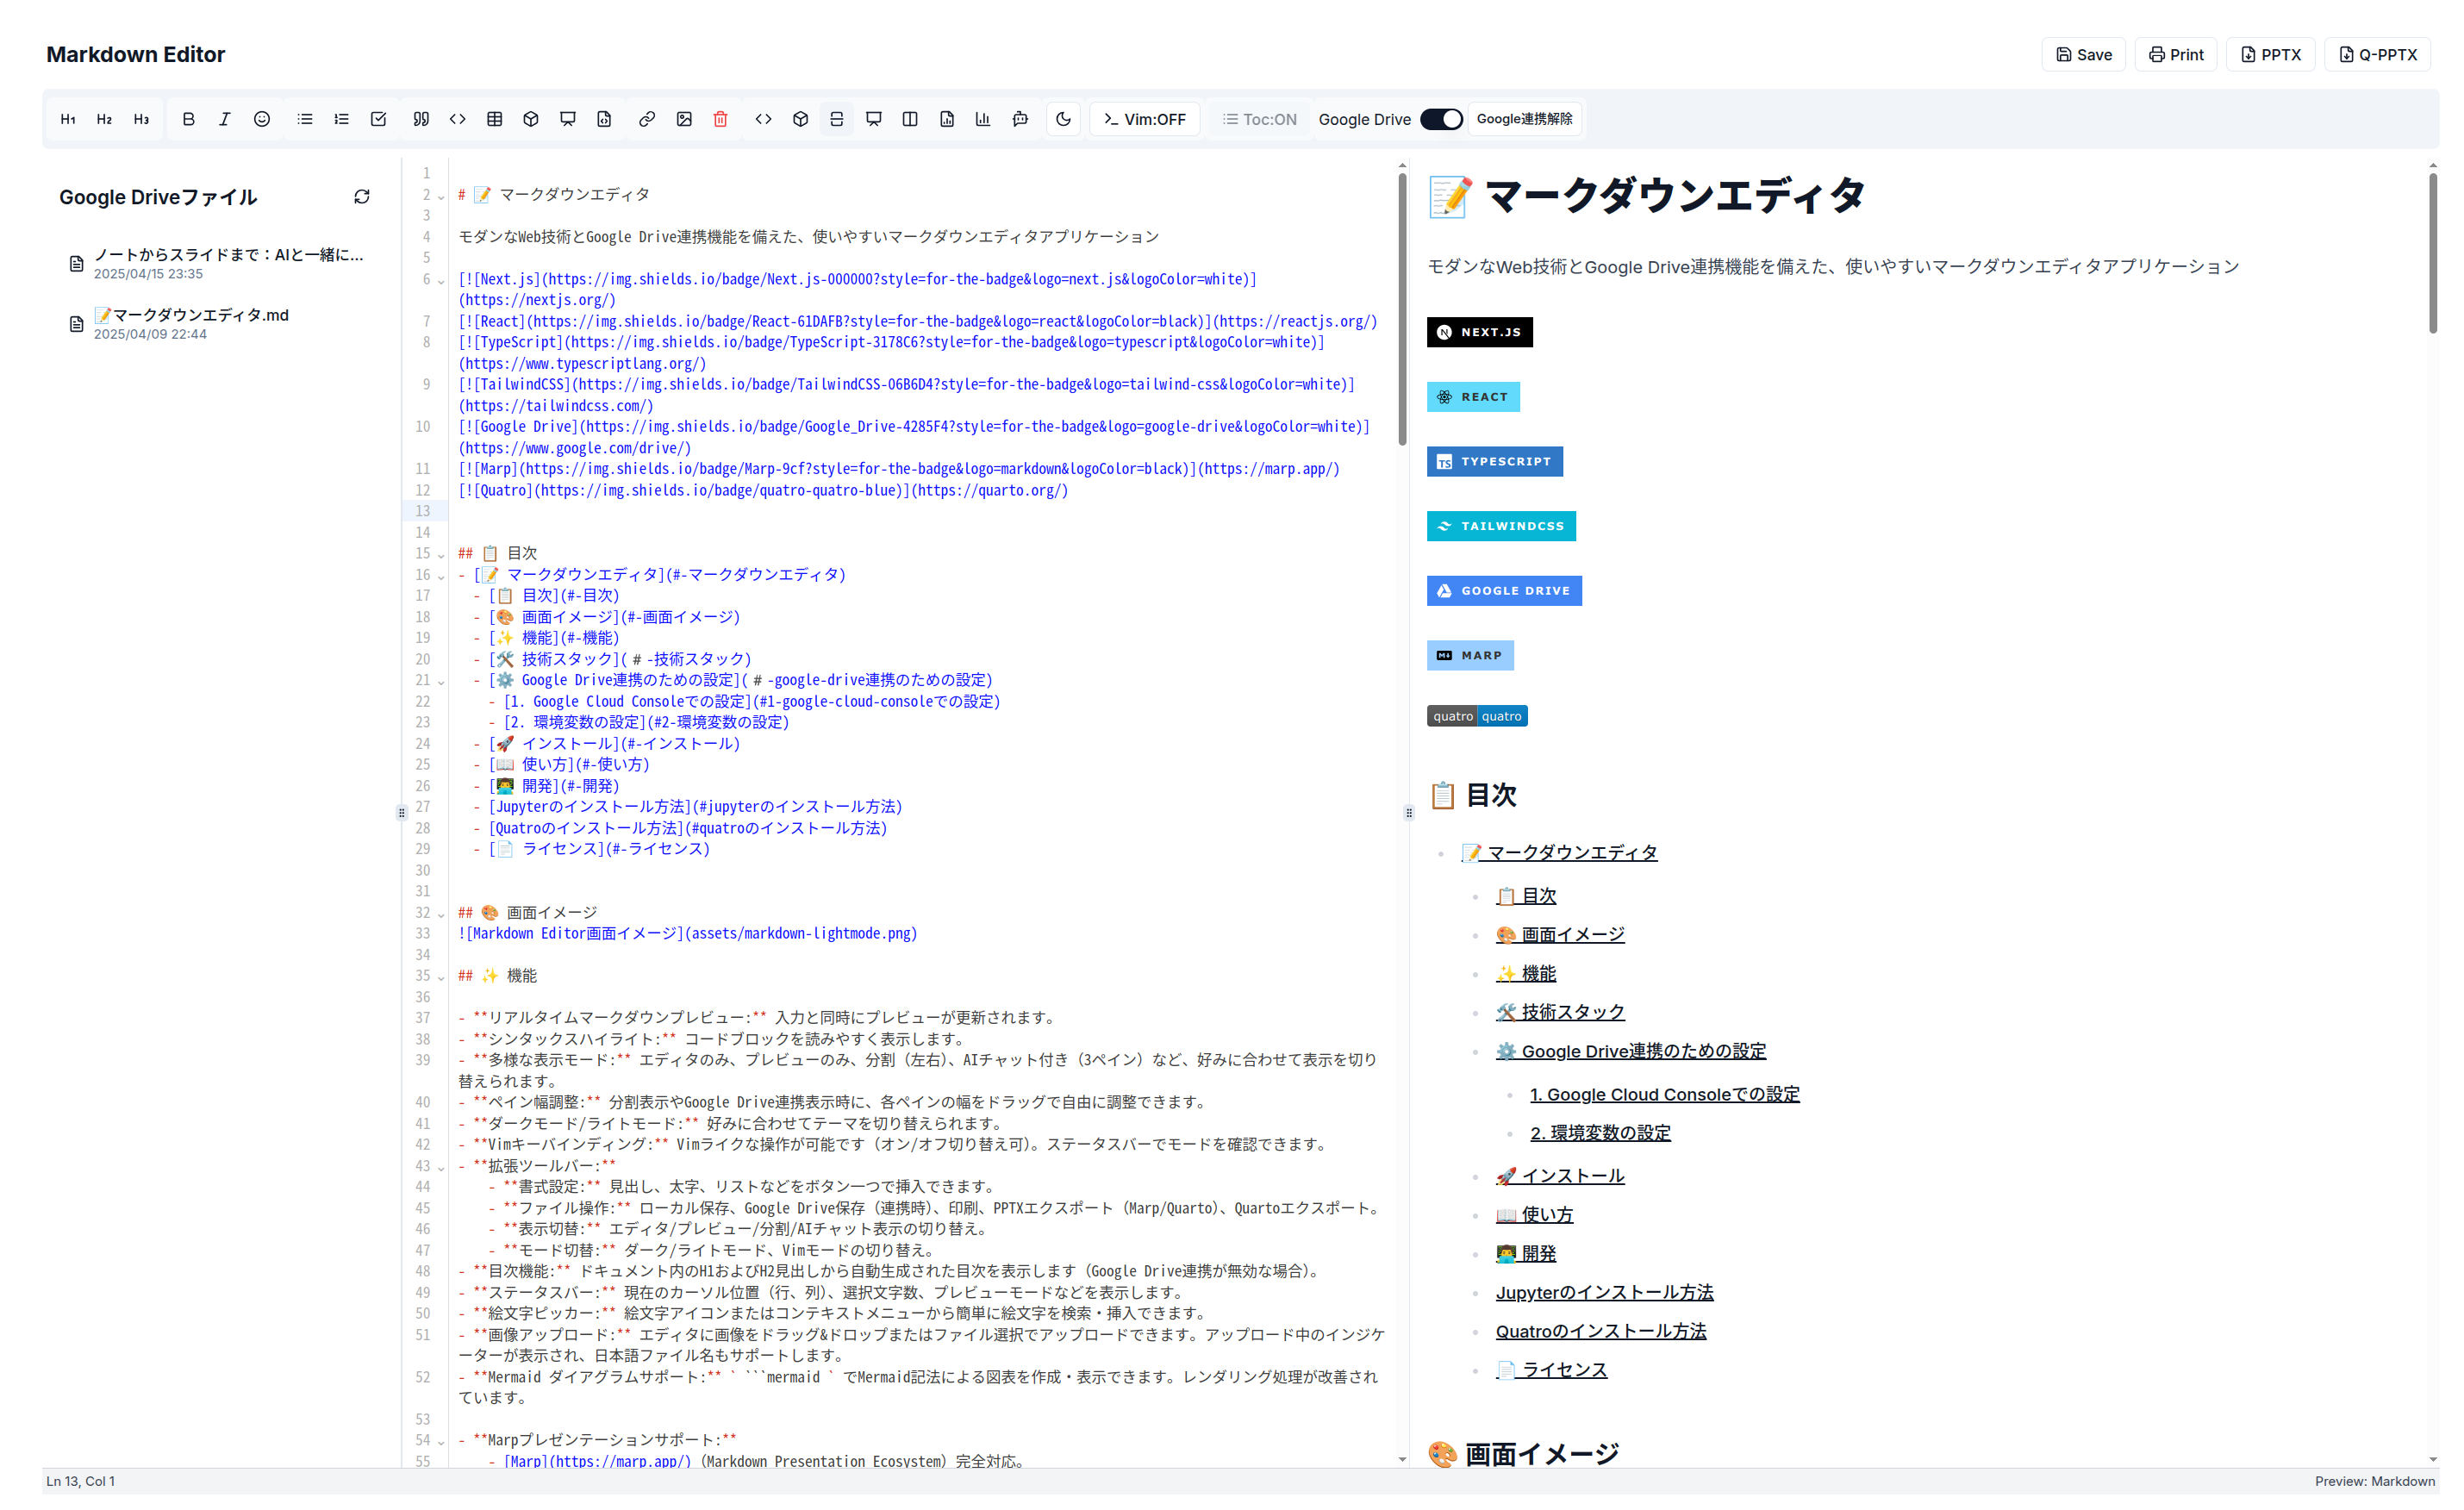 Markdown Editor
Save
Print
PPTX
Q-PPTX
H1 H2 H3 B I
Vim:OFF
Toc:ON
Google Drive
Google連携解除
Google Driveファイル
ノートからスライドまで：AIと一緒に...
2025/04/15 23:35
📝マークダウンエディタ.md
2025/04/09 22:44
1
2 # 📝 マークダウンエディタ
3
4 モダンなWeb技術とGoogle Drive連携機能を備えた、使いやすいマークダウンエディタアプリケーション
5
6 [![Next.js](https://img.shields.io/badge/Next.js-000000?style=for-the-badge&logo=next.js&logoColor=white)]
(https://nextjs.org/)
7 [![React](https://img.shields.io/badge/React-61DAFB?style=for-the-badge&logo=react&logoColor=black)](https://reactjs.org/)
8 [![TypeScript](https://img.shields.io/badge/TypeScript-3178C6?style=for-the-badge&logo=typescript&logoColor=white)]
(https://www.typescriptlang.org/)
9 [![TailwindCSS](https://img.shields.io/badge/TailwindCSS-06B6D4?style=for-the-badge&logo=tailwind-css&logoColor=white)]
(https://tailwindcss.com/)
10 [![Google Drive](https://img.shields.io/badge/Google_Drive-4285F4?style=for-the-badge&logo=google-drive&logoColor=white)]
(https://www.google.com/drive/)
11 [![Marp](https://img.shields.io/badge/Marp-9cf?style=for-the-badge&logo=markdown&logoColor=black)](https://marp.app/)
12 [![Quatro](https://img.shields.io/badge/quatro-quatro-blue)](https://quarto.org/)
13
14
15 ## 📋 目次
16 - [📝 マークダウンエディタ](#-マークダウンエディタ)
17 - [📋 目次](#-目次)
18 - [🎨 画面イメージ](#-画面イメージ)
19 - [✨ 機能](#-機能)
20 - [🛠️ 技術スタック](#️-技術スタック)
21 - [⚙️ Google Drive連携のための設定](#️-google-drive連携のための設定)
22 - [1. Google Cloud Consoleでの設定](#1-google-cloud-consoleでの設定)
23 - [2. 環境変数の設定](#2-環境変数の設定)
24 - [🚀 インストール](#-インストール)
25 - [📖 使い方](#-使い方)
26 - [👨‍💻 開発](#-開発)
27 - [Jupyterのインストール方法](#jupyterのインストール方法)
28 - [Quatroのインストール方法](#quatroのインストール方法)
29 - [📄 ライセンス](#-ライセンス)
30
31
32 ## 🎨 画面イメージ
33 ![Markdown Editor画面イメージ](assets/markdown-lightmode.png)
34
35 ## ✨ 機能
36
37 - **リアルタイムマークダウンプレビュー:** 入力と同時にプレビューが更新されます。
38 - **シンタックスハイライト:** コードブロックを読みやすく表示します。
39 - **多様な表示モード:** エディタのみ、プレビューのみ、分割（左右）、AIチャット付き（3ペイン）など、好みに合わせて表示を切り
替えられます。
40 - **ペイン幅調整:** 分割表示やGoogle Drive連携表示時に、各ペインの幅をドラッグで自由に調整できます。
41 - **ダークモード/ライトモード:** 好みに合わせてテーマを切り替えられます。
42 - **Vimキーバインディング:** Vimライクな操作が可能です（オン/オフ切り替え可）。ステータスバーでモードを確認できます。
43 - **拡張ツールバー:**
44 - **書式設定:** 見出し、太字、リストなどをボタン一つで挿入できます。
45 - **ファイル操作:** ローカル保存、Google Drive保存（連携時）、印刷、PPTXエクスポート（Marp/Quarto）、Quartoエクスポート。
46 - **表示切替:** エディタ/プレビュー/分割/AIチャット表示の切り替え。
47 - **モード切替:** ダーク/ライトモード、Vimモードの切り替え。
48 - **目次機能:** ドキュメント内のH1およびH2見出しから自動生成された目次を表示します（Google Drive連携が無効な場合）。
49 - **ステータスバー:** 現在のカーソル位置（行、列）、選択文字数、プレビューモードなどを表示します。
50 - **絵文字ピッカー:** 絵文字アイコンまたはコンテキストメニューから簡単に絵文字を検索・挿入できます。
51 - **画像アップロード:** エディタに画像をドラッグ&ドロップまたはファイル選択でアップロードできます。アップロード中のインジケ
ーターが表示され、日本語ファイル名もサポートします。
52 - **Mermaid ダイアグラムサポート:** ` ```mermaid ` でMermaid記法による図表を作成・表示できます。レンダリング処理が改善され
ています。
53
54 - **Marpプレゼンテーションサポート:**
55 - [Marp](https://marp.app/)（Markdown Presentation Ecosystem）完全対応。
📝 マークダウンエディタ
モダンなWeb技術とGoogle Drive連携機能を備えた、使いやすいマークダウンエディタアプリケーション
NEXT.JS
REACT
TYPESCRIPT
TAILWINDCSS
GOOGLE DRIVE
MARP
quatro quatro
📋 目次
📝 マークダウンエディタ
📋 目次
🎨 画面イメージ
✨ 機能
🛠️ 技術スタック
⚙️ Google Drive連携のための設定
1. Google Cloud Consoleでの設定
2. 環境変数の設定
🚀 インストール
📖 使い方
👨‍💻 開発
Jupyterのインストール方法
Quatroのインストール方法
📄 ライセンス
🎨 画面イメージ
Ln 13, Col 1
Preview: Markdown